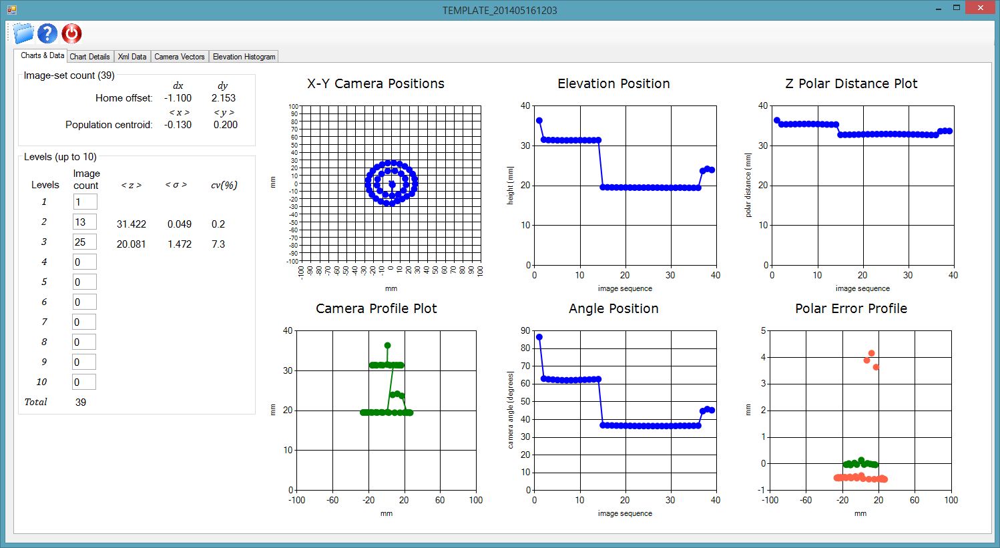 TEMPLATE_201405161203
Charts & Data Chart Details Xml Data Camera Vectors Elevation Histogram
Image-set count (39)
dx dy
Home offset: -1.100 2.153
<x> <y>
Population centroid: -0.130 0.200
Levels (up to 10)
Levels Image count <z> <σ> cv(%)
1 1
2 13 31.422 0.049 0.2
3 25 20.081 1.472 7.3
4 0
5 0
6 0
7 0
8 0
9 0
10 0
Total 39
X-Y Camera Positions
100
90
80
70
60
50
40
30
20
10
0
-10
-20
-30
-40
-50
-60
-70
-80
-90
-100
mm
-100 -90 -80 -70 -60 -50 -40 -30 -20 -10 0 10 20 30 40 50 60 70 80 90 100
mm
Elevation Position
40
30
20
10
0
height (mm)
0 10 20 30 40
image sequence
Z Polar Distance Plot
40
30
20
10
0
polar distance (mm)
0 10 20 30 40
image sequence
Camera Profile Plot
40
30
20
10
0
mm
-100 -60 -20 20 60 100
mm
Angle Position
90
80
70
60
50
40
30
20
10
0
camera angle (degrees)
0 10 20 30 40
image sequence
Polar Error Profile
5
4
3
2
1
0
-1
mm
-100 -60 -20 20 60 100
mm